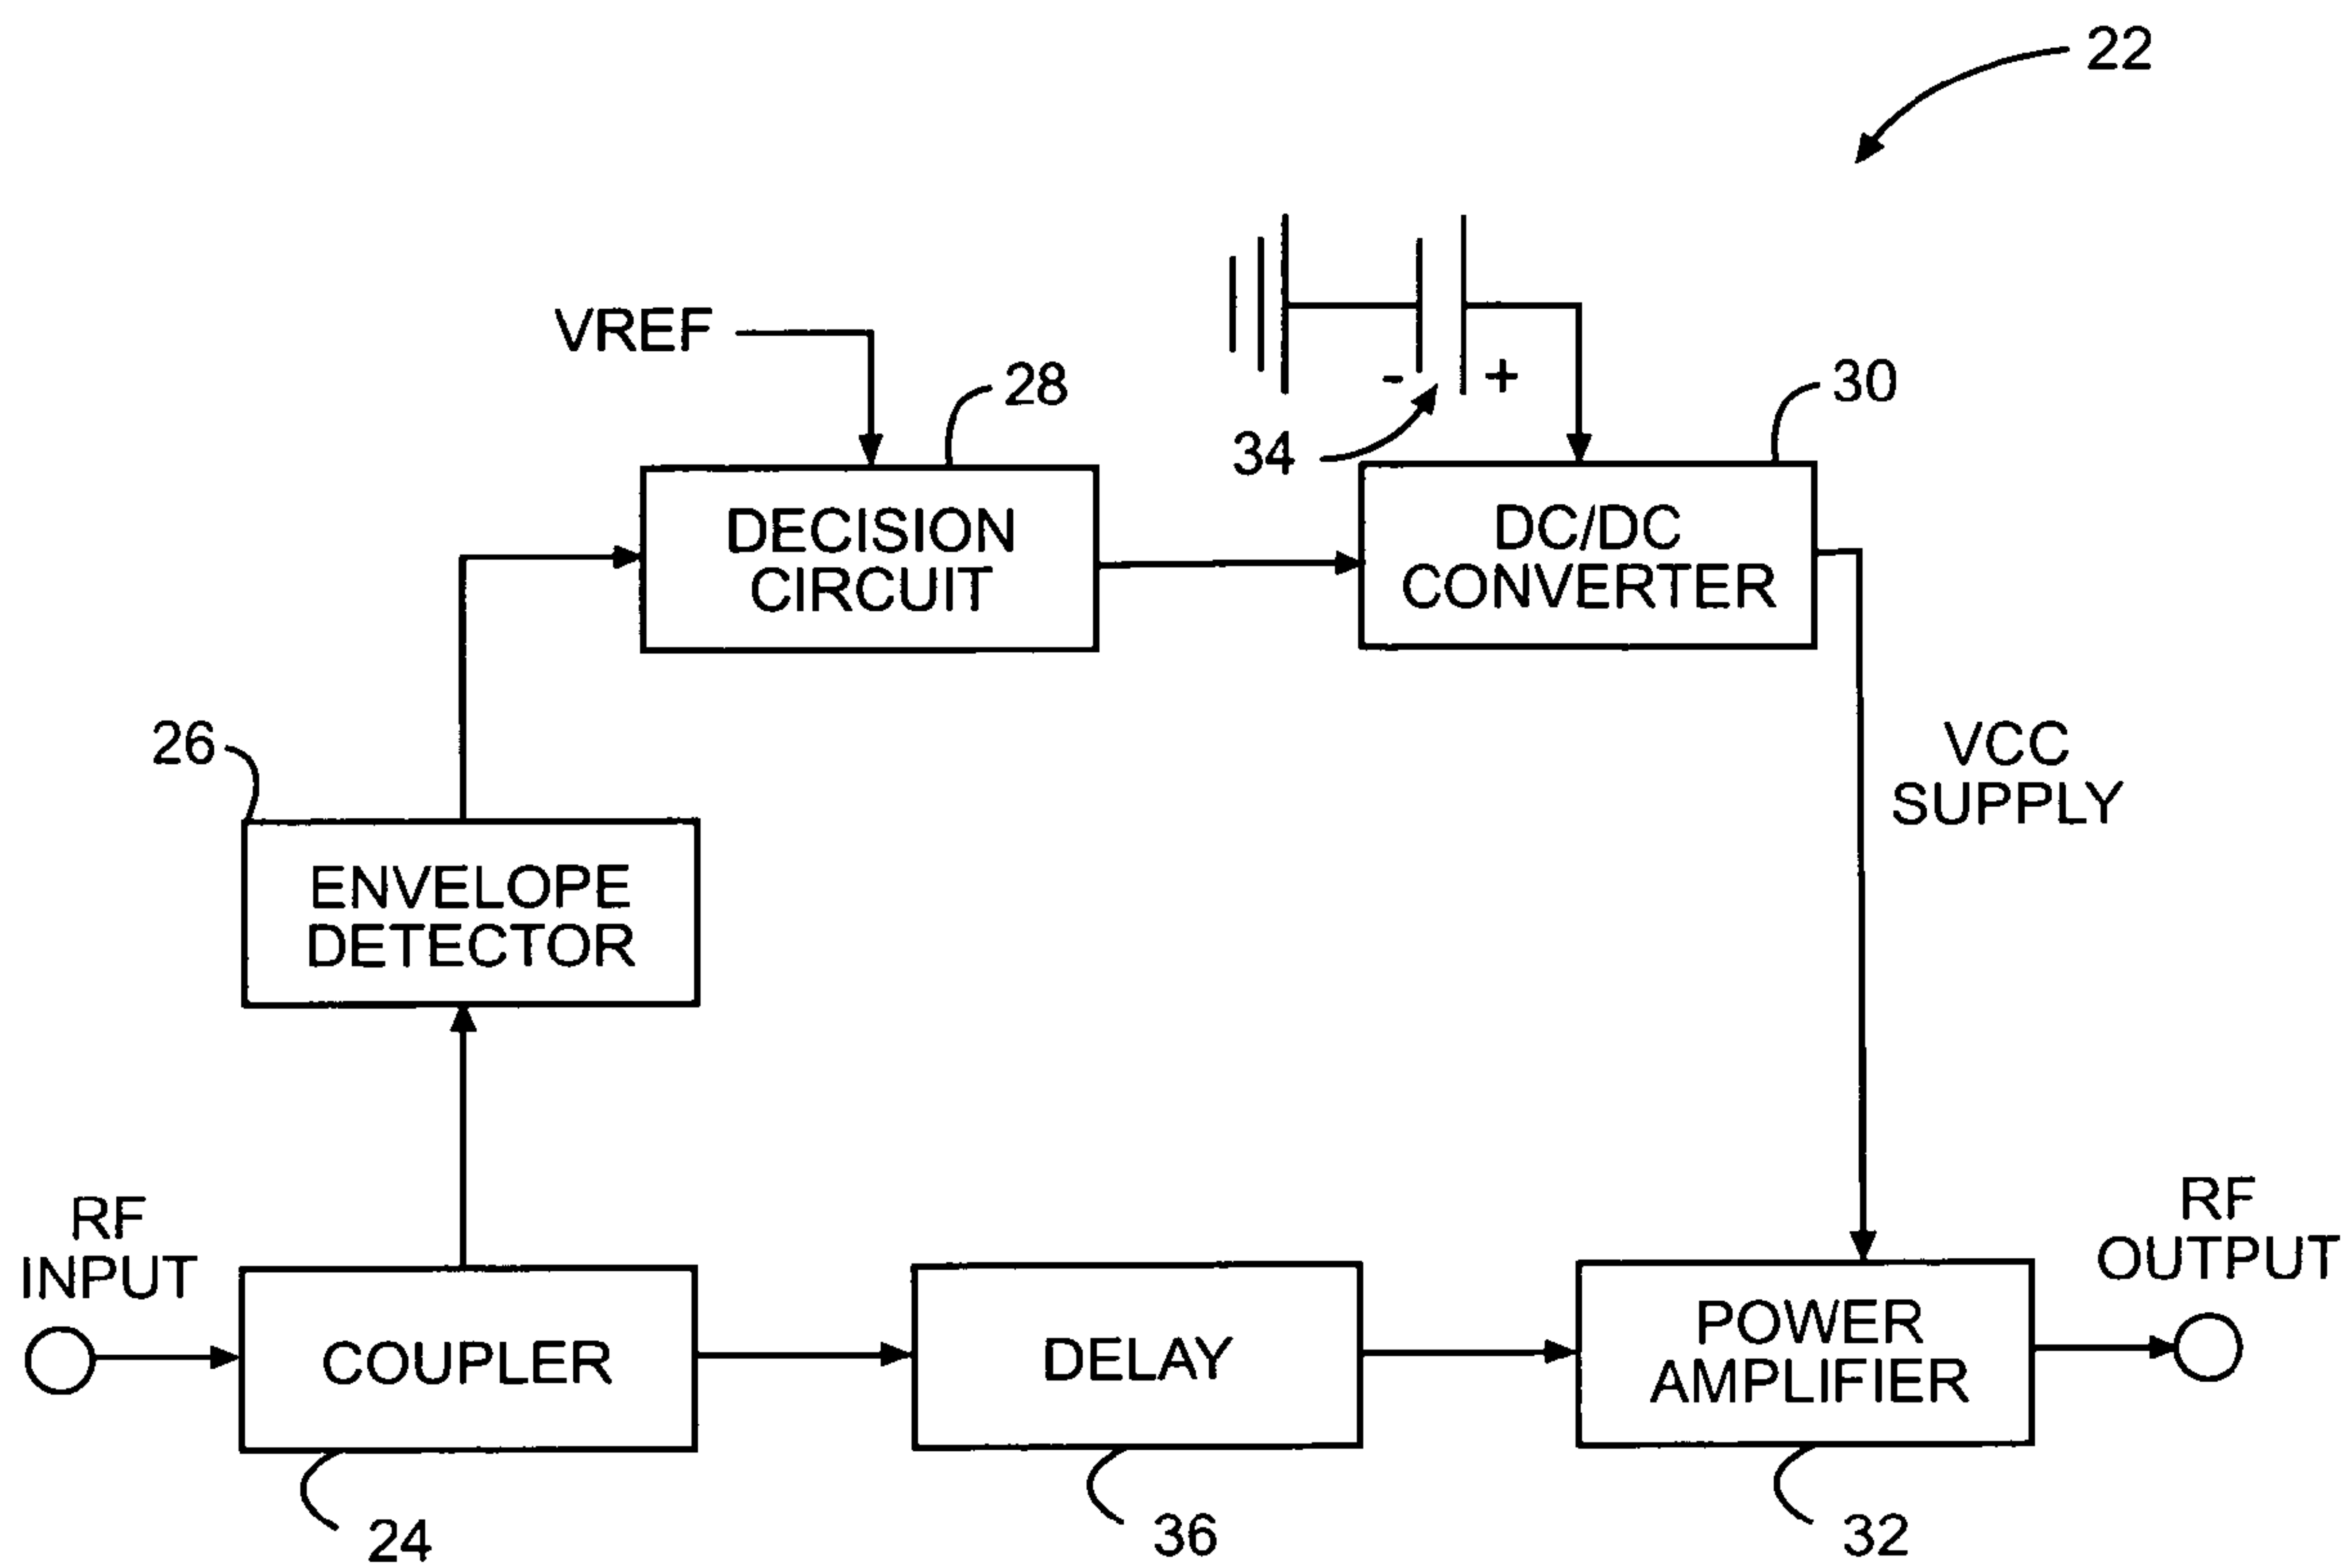 22
VREF
28
-
+
30
34
DECISION
CIRCUIT
DC/DC
CONVERTER
26
VCC
SUPPLY
ENVELOPE
DETECTOR
RF
INPUT
RF
OUTPUT
COUPLER
DELAY
POWER
AMPLIFIER
24
36
32